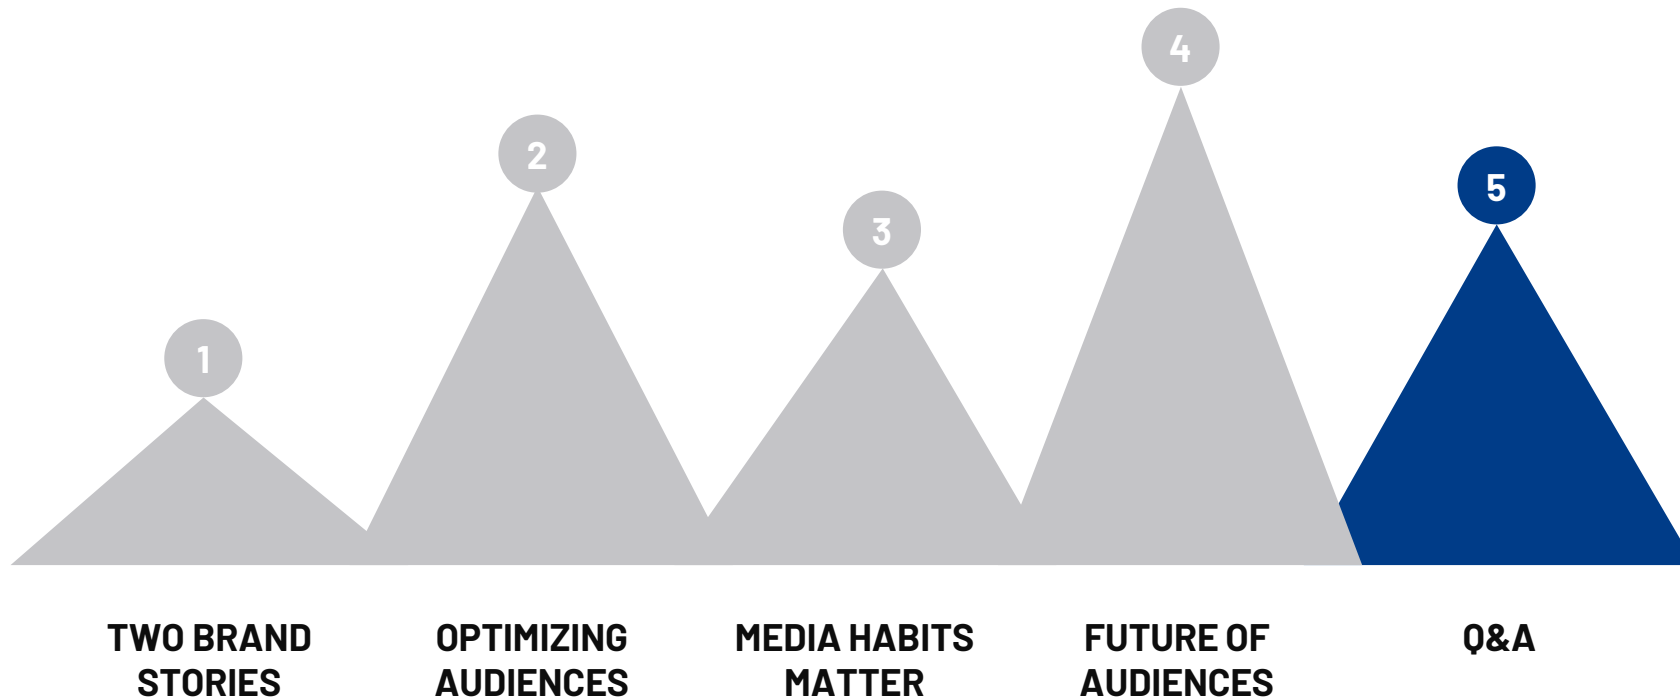 1
2
3
4
5
TWO BRAND
STORIES
OPTIMIZING
AUDIENCES
MEDIA HABITS
MATTER
FUTURE OF
AUDIENCES
Q&A